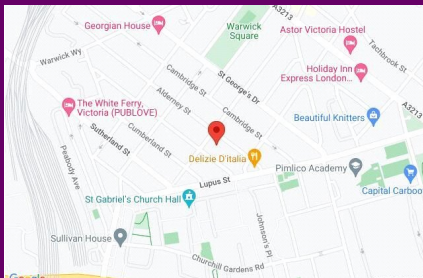 A3213
Georgian House
Warwick
Square
Astor Victoria Hostel
Warwick Wy
Tachbrook St
St George's Dr
Cambridge St
Holiday Inn
Express London...
Alderney St
The White Ferry,
Victoria (PUBLOVE)
Cambridge St
A3213
Beautiful Knitters
Cumberland St
Sutherland St
Delizie D'italia
Peabody Ave
Pimlico Academy
Lupus St
Capital Carboo
St Gabriel's Church Hall
Johnson's Pl
Sullivan House
Churchill Gardens Rd
Google